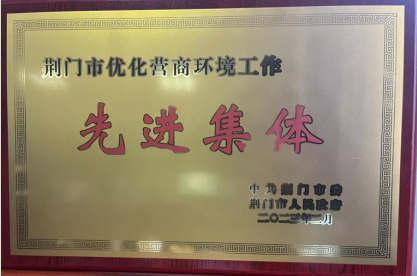 荆门市优化营商环境工作
先进集体
中共荆门市委
荆门市人民政府
二〇二三年二月